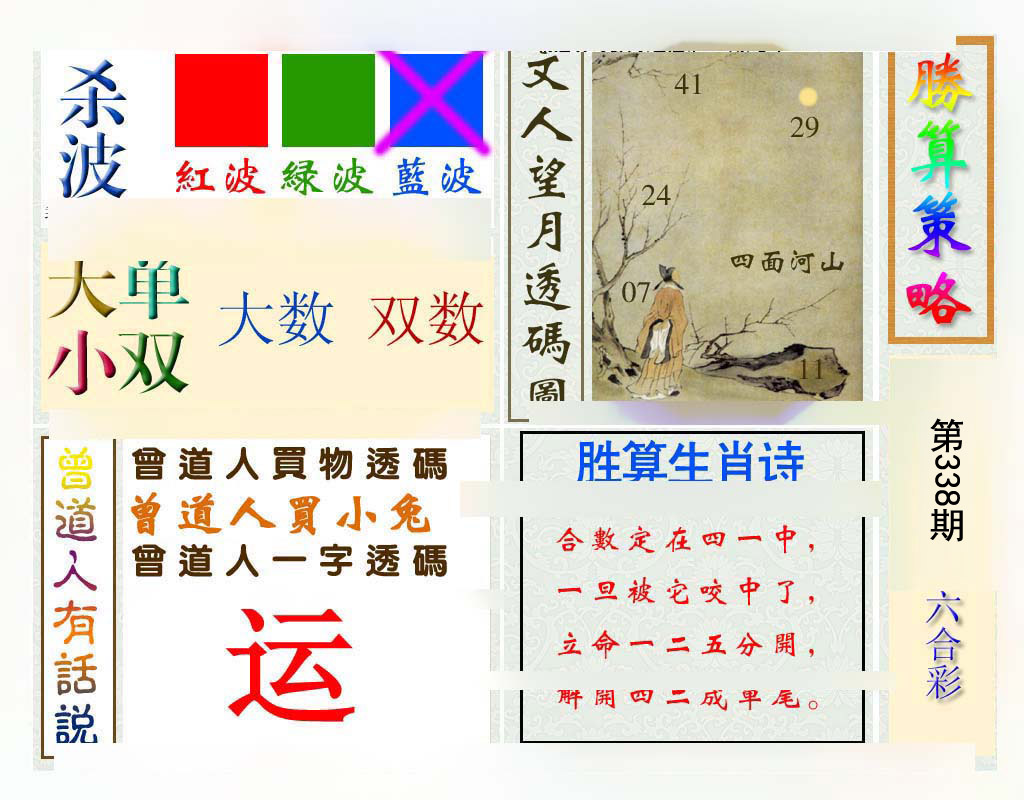 杀波
紅波 緑波 藍波
大单
小双
大数 双数
文人望月透碼圖
41
29
24
四面河山
07
11
勝算策略
曾道人有話説
曾道人買物透碼
曾道人買小兔
曾道人一字透碼
运
胜算生肖诗
合數定在四一中，
一旦被它咬中了，
立命一二五分開，
解開四二成單尾。
第338期
六合彩